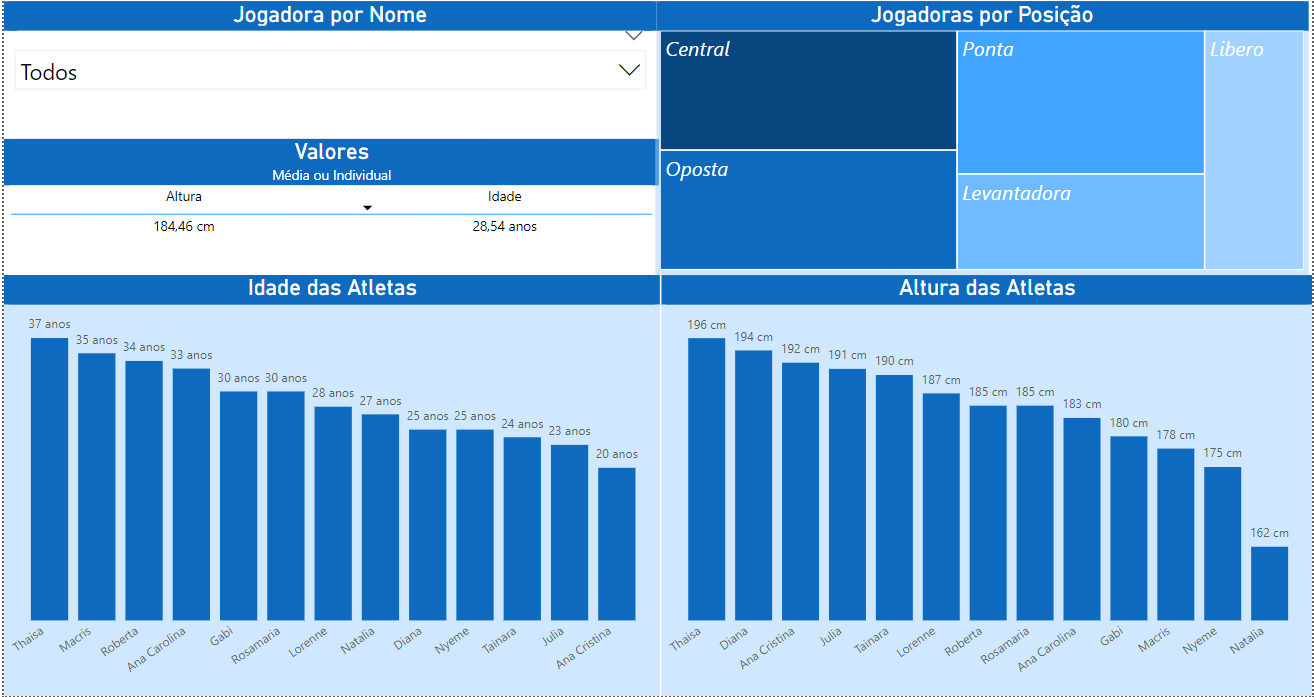 Jogadora por Nome
Todos
Valores
Média ou Individual
Altura Idade
184,46 cm 28,54 anos
Jogadoras por Posição
Central
Oposta
Ponta
Levantadora
Libero
Idade das Atletas
37 anos
35 anos
34 anos
33 anos
30 anos
30 anos
28 anos
27 anos
25 anos
25 anos
24 anos
23 anos
20 anos
Thaisa
Macris
Roberta
Ana Carolina
Gabi
Rosamaria
Lorenne
Natalia
Diana
Nyeme
Tainara
Julia
Ana Cristina
Altura das Atletas
196 cm
194 cm
192 cm
191 cm
190 cm
187 cm
185 cm
185 cm
183 cm
180 cm
178 cm
175 cm
162 cm
Thaisa
Diana
Ana Cristina
Julia
Tainara
Lorenne
Roberta
Rosmaria
Ana Carolina
Gabi
Macris
Nyeme
Natalia